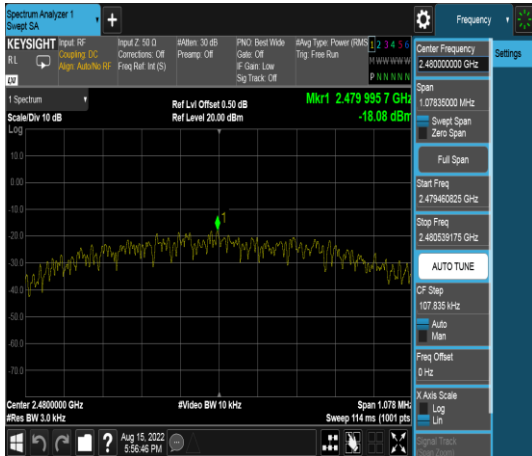 Spectrum Analyzer 1
Swept SA
Frequency
KEYSIGHT
RL
LXI
Input: RF
Coupling: DC
Align: Auto/No RF
Input Z: 50 Ω
Corrections: Off
Freq Ref: Int (S)
#Atten: 30 dB
Preamp: Off
PNO: Best Wide
Gate: Off
IF Gain: Low
Sig Track: Off
#Avg Type: Power (RMS
Trig: Free Run
1 2 3 4 5 6
M W W W W W
P N N N N N
Center Frequency
2.480000000 GHz
Settings
Span
1.07835000 MHz
Swept Span
Zero Span
Full Span
Start Freq
2.479460825 GHz
Stop Freq
2.480539175 GHz
AUTO TUNE
CF Step
107.835 kHz
Auto
Man
Freq Offset
0 Hz
X Axis Scale
Log
Lin
Signal Track
(Span Zoom)
1 Spectrum
Scale/Div 10 dB
Log
Ref Lvl Offset 0.50 dB
Ref Level 20.00 dBm
Mkr1 2.479 995 7 GHz
-18.08 dBm
1
10.0
0.00
-10.0
-20.0
-30.0
-40.0
-50.0
-60.0
-70.0
Center 2.4800000 GHz
#Res BW 3.0 kHz
#Video BW 10 kHz
Span 1.078 MHz
Sweep 114 ms (1001 pts
Aug 15, 2022
5:56:46 PM